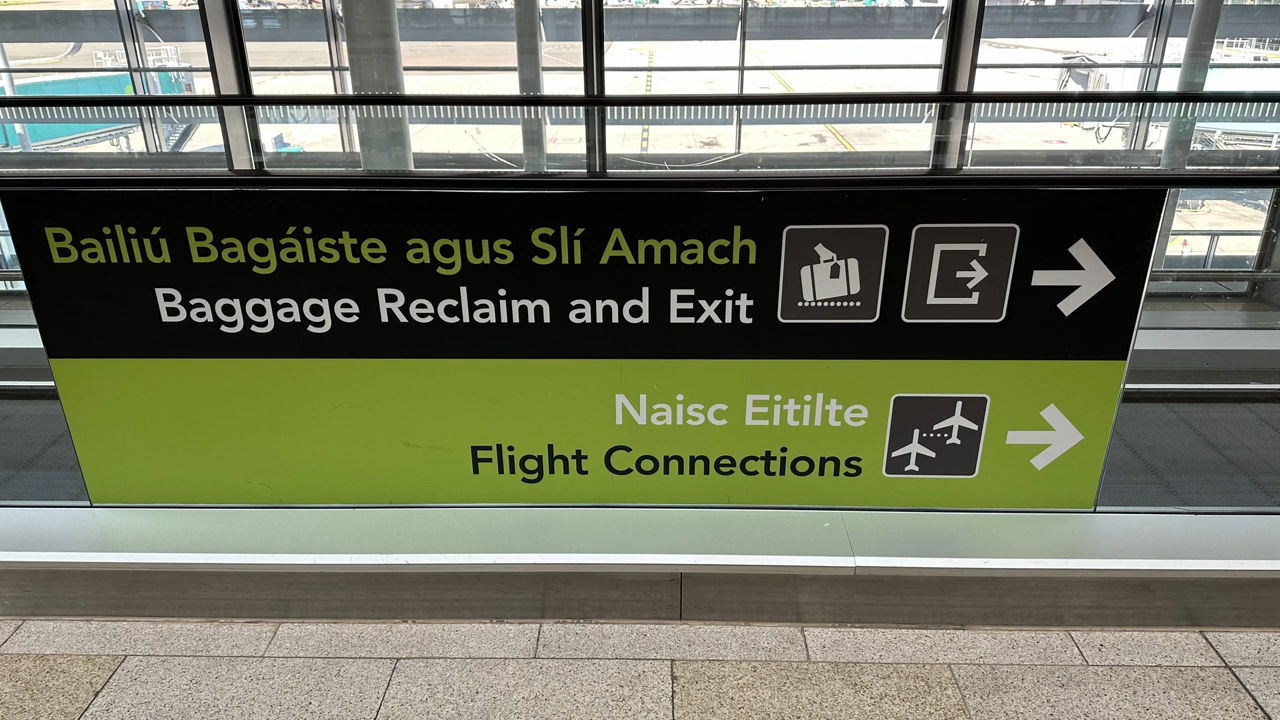 Bailiú Bagáiste agus Slí Amach
Baggage Reclaim and Exit
Naisc Eitilte
Flight Connections